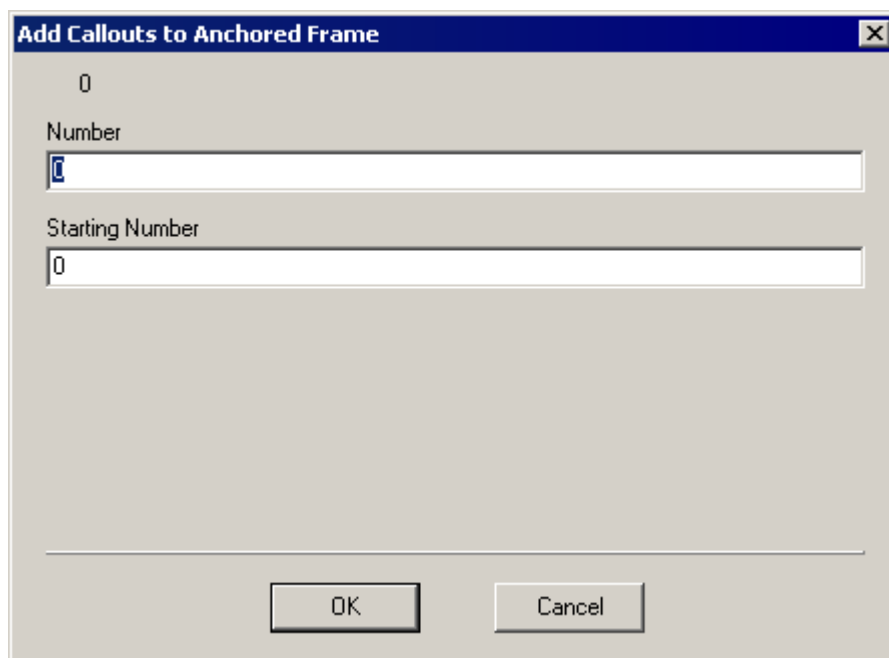 Add Callouts to Anchored Frame
0
Number
0
Starting Number
0
OK Cancel